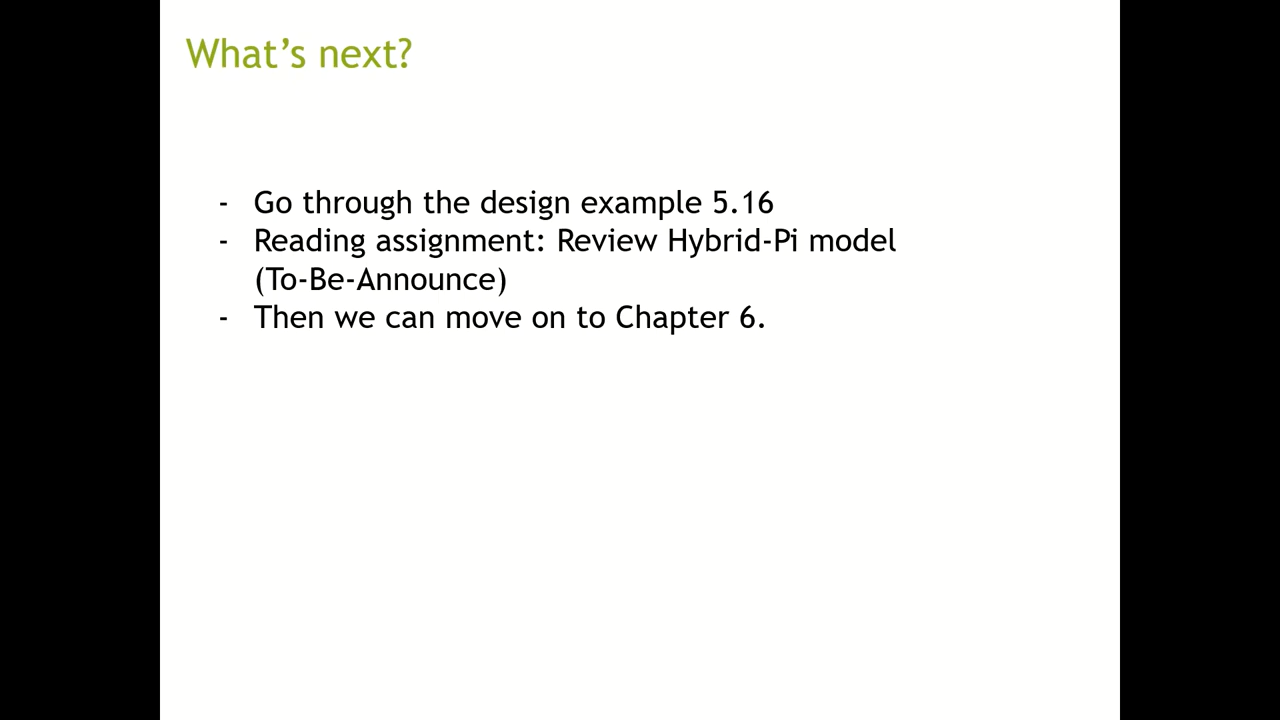 What’s next?
- Go through the design example 5.16
- Reading assignment: Review Hybrid-Pi model
(To-Be-Announce)
- Then we can move on to Chapter 6.